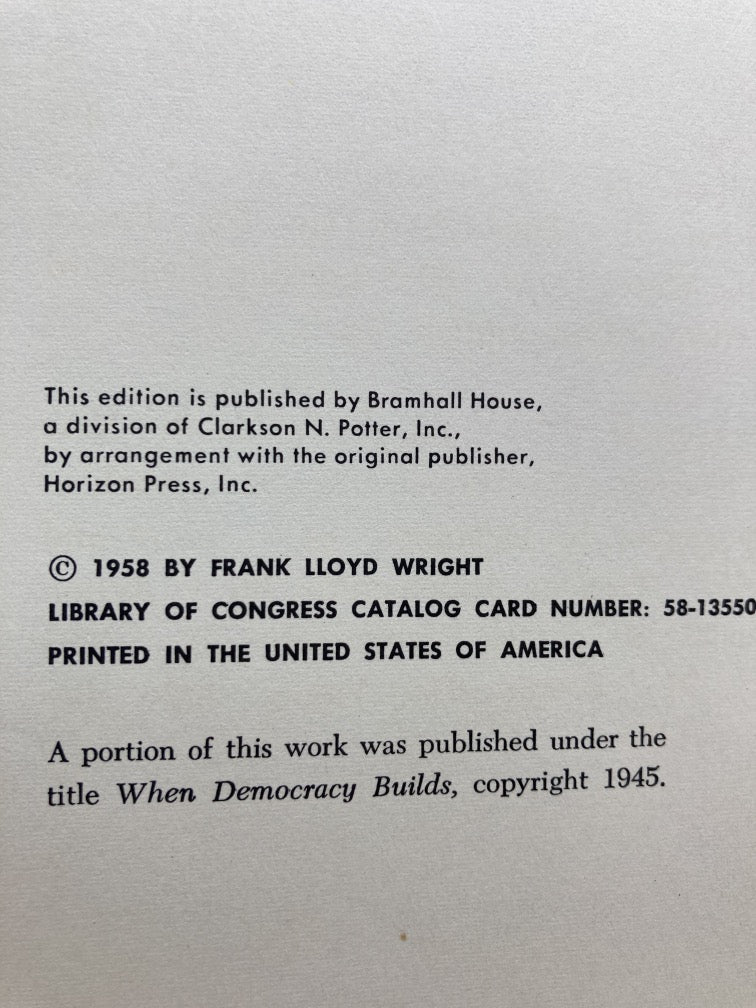 This edition is published by Bramhall House,
a division of Clarkson N. Potter, Inc.,
by arrangement with the original publisher,
Horizon Press, Inc.
© 1958 BY FRANK LLOYD WRIGHT
LIBRARY OF CONGRESS CATALOG CARD NUMBER: 58-13550
PRINTED IN THE UNITED STATES OF AMERICA
A portion of this work was published under the
title When Democracy Builds, copyright 1945.